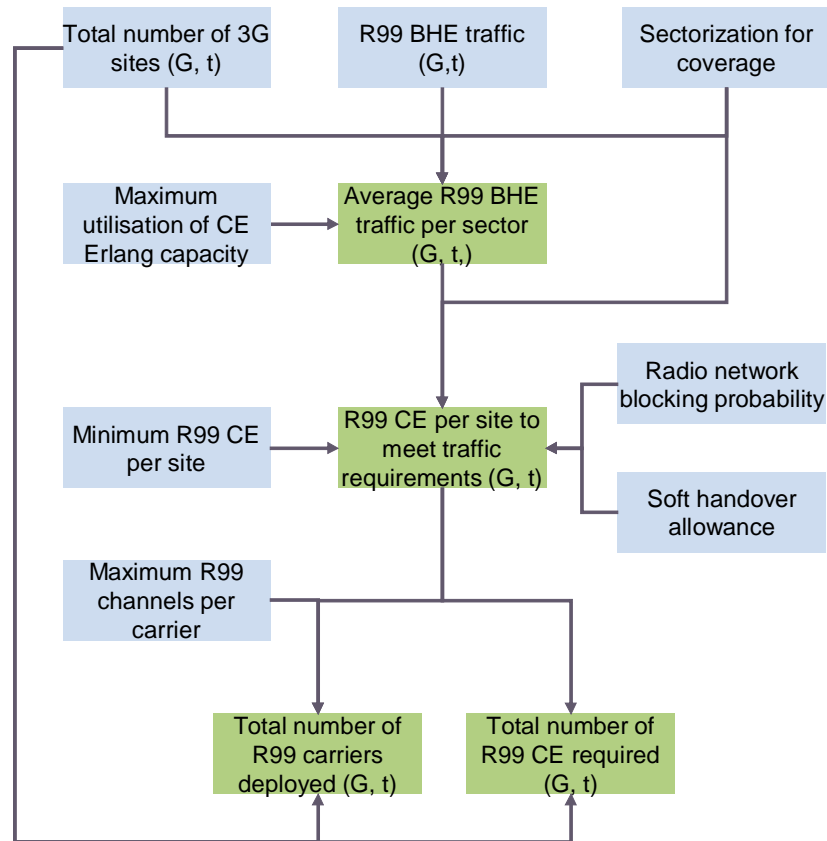 Total number of 3G
sites (G, t)
R99 BHE traffic
(G,t)
Sectorization for
coverage
Maximum
utilisation of CE
Erlang capacity
Average R99 BHE
traffic per sector
(G, t,)
Radio network
blocking probability
Minimum R99 CE
per site
R99 CE per site to
meet traffic
requirements (G, t)
Soft handover
allowance
Maximum R99
channels per
carrier
Total number of
R99 carriers
deployed (G, t)
Total number of
R99 CE required
(G, t)